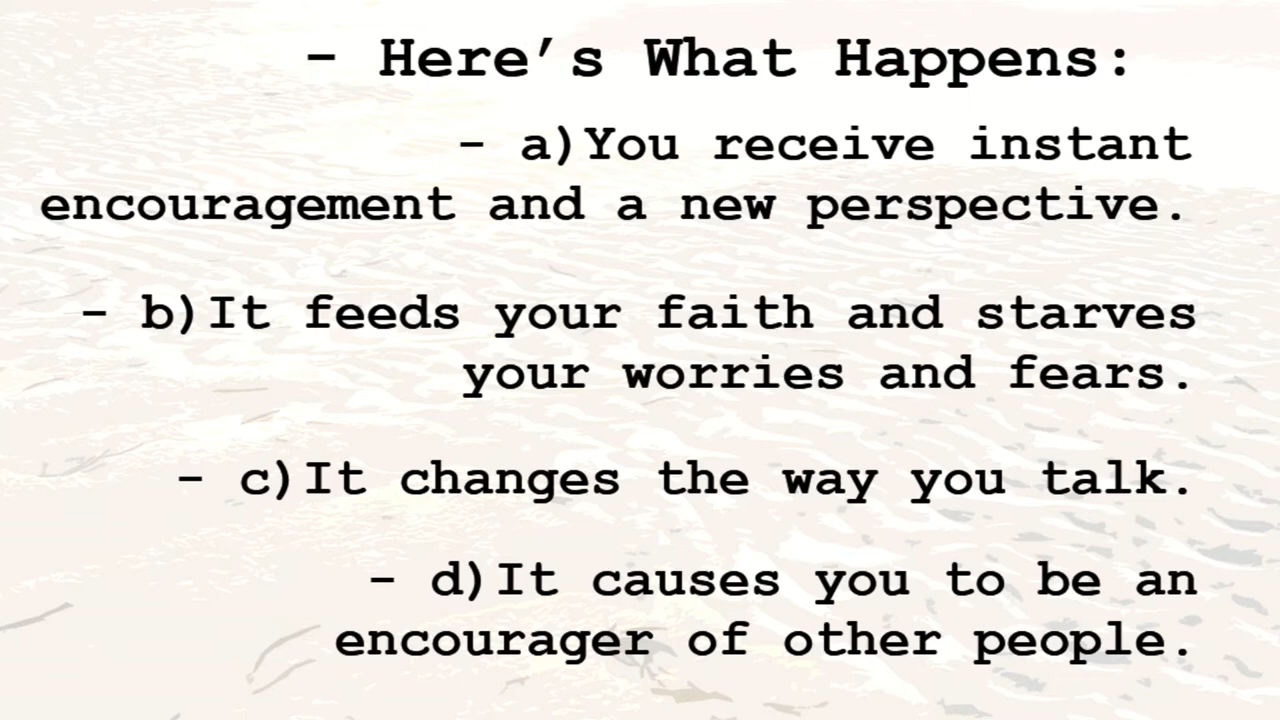 - Here’s What Happens:
- a)You receive instant
encouragement and a new perspective.
- b)It feeds your faith and starves
your worries and fears.
- c)It changes the way you talk.
- d)It causes you to be an
encourager of other people.